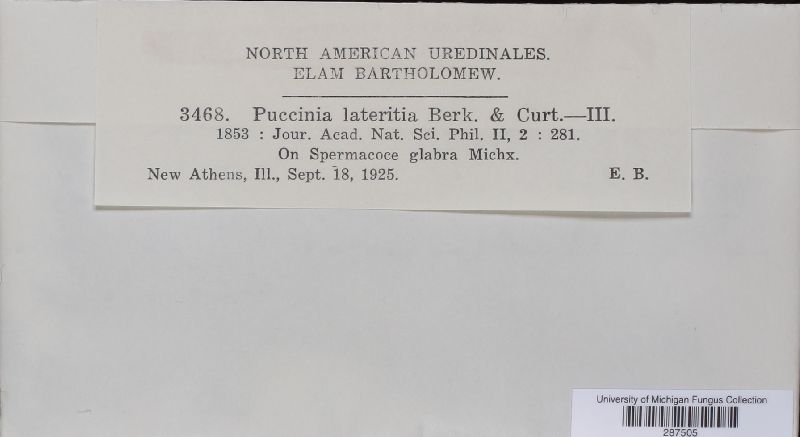 NORTH AMERICAN UREDINALES.
ELAM BARTHOLOMEW.
3468. Puccinia lateritia Berk. & Curt.—III.
1853 : Jour. Acad. Nat. Sci. Phil. II, 2 : 281.
On Spermacoce glabra Michx.
New Athens, Ill., Sept. 18, 1925. E. B.
University of Michigan Fungus Collection
287505